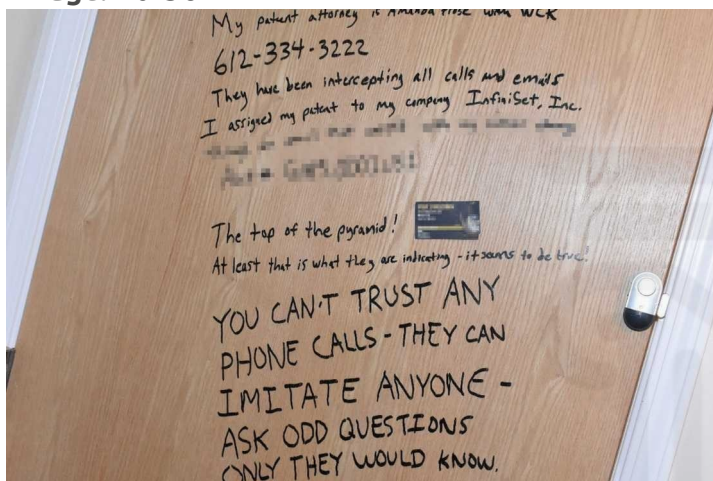 My patent attorney is Amanda Prose with WCK
612-334-3222
They have been intercepting all calls and emails
I assigned my patent to my company InfiniSet, Inc.
The top of the pyramid!
At least that is what they are indicating - it seems to be true!
YOU CAN'T TRUST ANY
PHONE CALLS - THEY CAN
IMITATE ANYONE -
ASK ODD QUESTIONS
ONLY THEY WOULD KNOW.